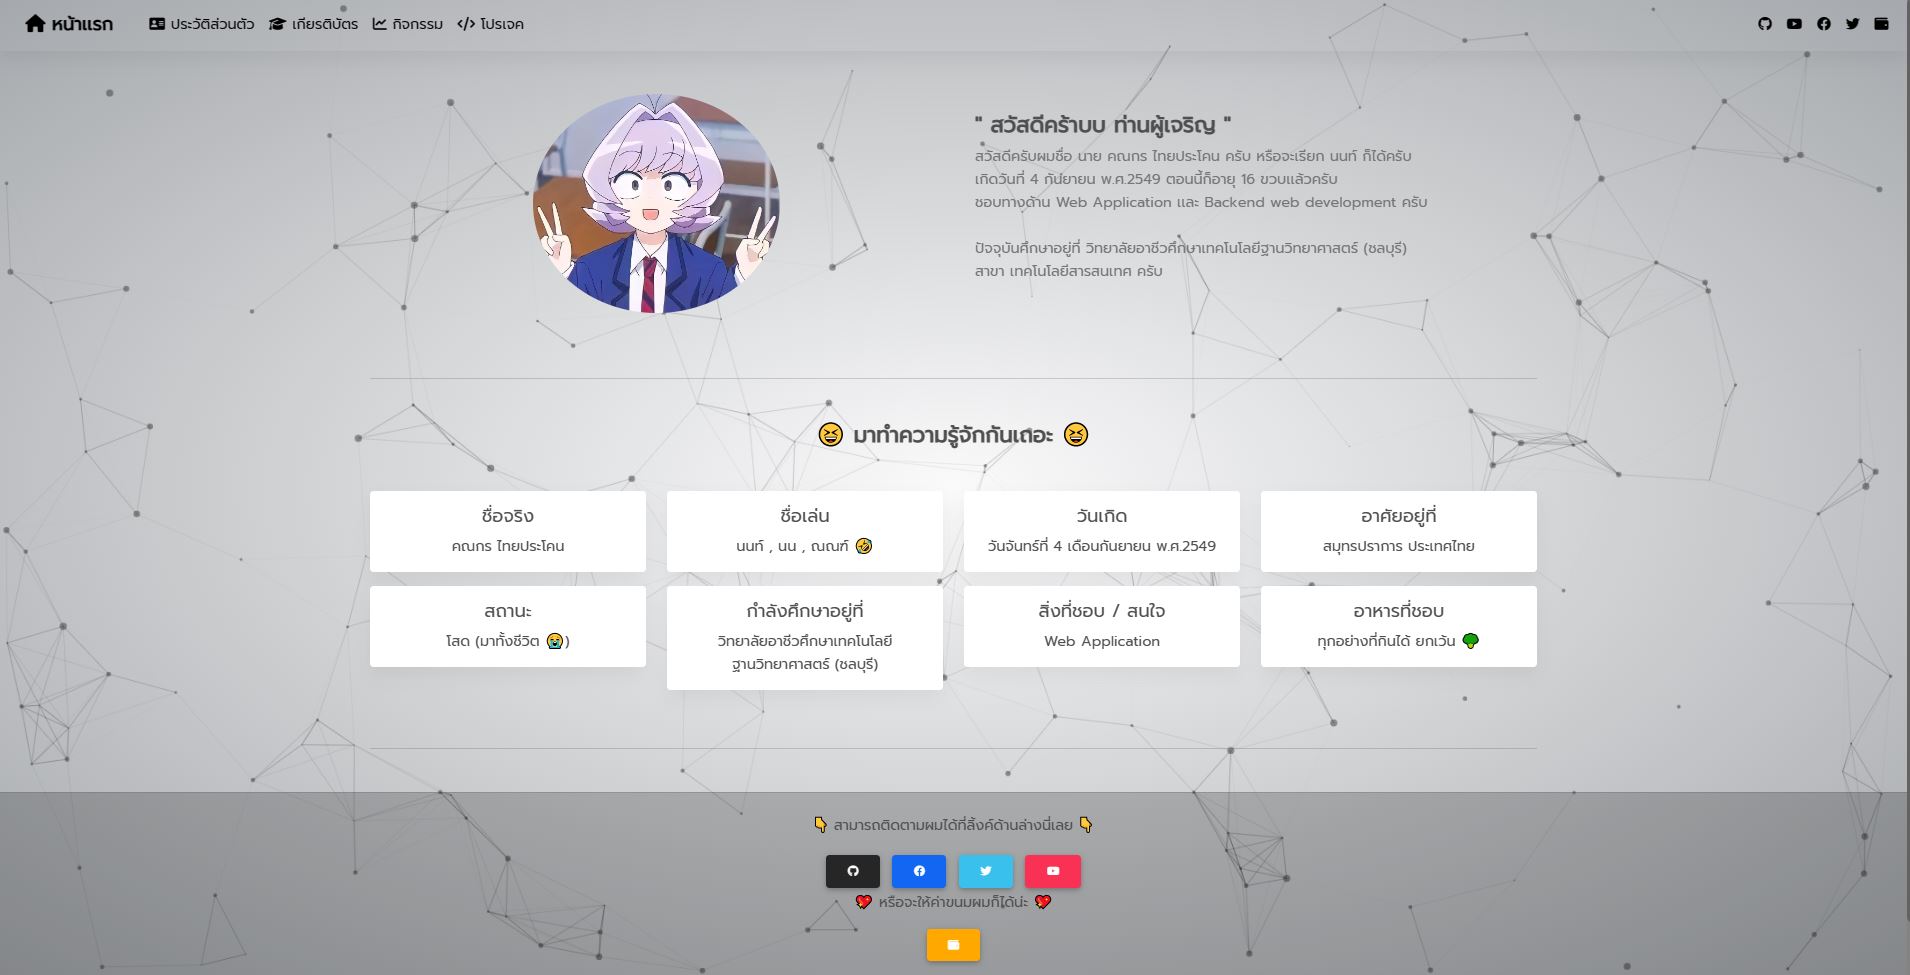 หน้าแรก
ประวัติส่วนตัว
เกียรติบัตร
กิจกรรม
โปรเจค
" สวัสดีคร้าบบ ท่านผู้เจริญ "
สวัสดีครับผมชื่อ นาย คณกร ไทยประโคน ครับ หรือจะเรียก นนท์ ก็ได้ครับ
เกิดวันที่ 4 กันยายน พ.ศ.2549 ตอนนี้ก็อายุ 16 ขวบแล้วครับ
ชอบทางด้าน Web Application และ Backend web development ครับ
ปัจจุบันศึกษาอยู่ที่ วิทยาลัยอาชีวศึกษาเทคโนโลยีฐานวิทยาศาสตร์ (ชลบุรี)
สาขา เทคโนโลยีสารสนเทศ ครับ
😆 มาทำความรู้จักกันเถอะ 😆
ชื่อจริง
คณกร ไทยประโคน
ชื่อเล่น
นนท์ , นน , ณณฑ์ 🤣
วันเกิด
วันจันทร์ที่ 4 เดือนกันยายน พ.ศ.2549
อาศัยอยู่ที่
สมุทรปราการ ประเทศไทย
สถานะ
โสด (มาทั้งชีวิต 😭)
กำลังศึกษาอยู่ที่
วิทยาลัยอาชีวศึกษาเทคโนโลยี
ฐานวิทยาศาสตร์ (ชลบุรี)
สิ่งที่ชอบ / สนใจ
Web Application
อาหารที่ชอบ
ทุกอย่างที่กินได้ ยกเว้น 🥦
👇 สามารถติดตามผมได้ที่ลิ้งค์ด้านล่างนี่เลย 👇
💖 หรือจะให้ค่าขนมผมก็ได้น่ะ 💖